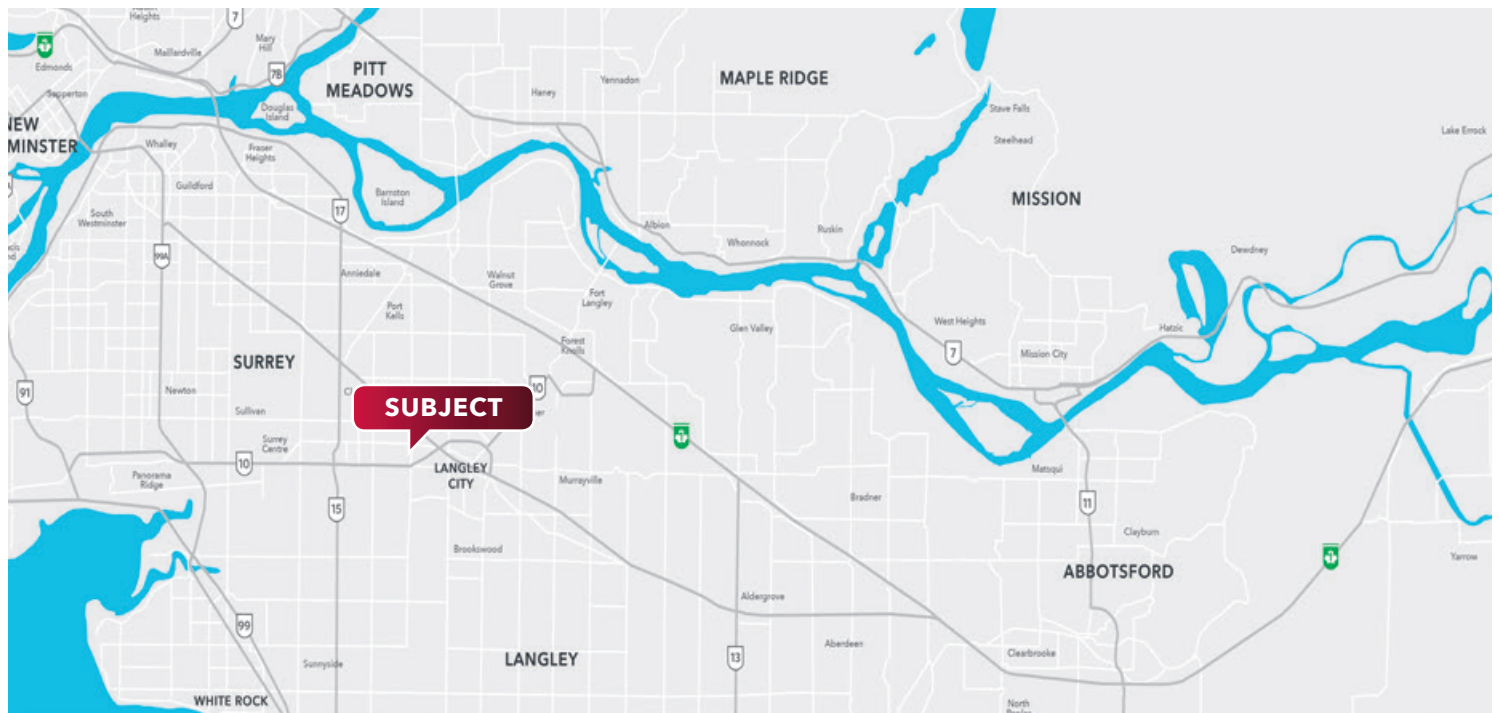 Heights
7
Mary
Hill
Maillardville
Edmonds
Sapperton
7B
PITT
MEADOWS
Yennadon
MAPLE RIDGE
Haney
Douglas
Island
Stave Falls
Steelhead
Lake Errock
NEW
MINSTER
Whalley
Fraser
Heights
Guildford
Barnston
Island
MISSION
South
Westminster
17
Albion
Ruskin
Whonnock
Dewdney
99A
Anniedale
Walnut
Grove
Port
Kells
Fort
Langley
Glen Valley
West Heights
Hatzic
Forest
Knolls
7
Mission City
SURREY
Newton
91
10
SUBJECT
Sullivan
Surrey
Centre
1
10
LANGLEY
CITY
Panorama
Ridge
Murrayville
Matsqui
15
Bradner
11
Clayburn
Brookswood
1
Yarrow
ABBOTSFORD
Aldergrove
99
Aberdeen
Clearbrooke
Sunnyside
LANGLEY
13
WHITE ROCK
North